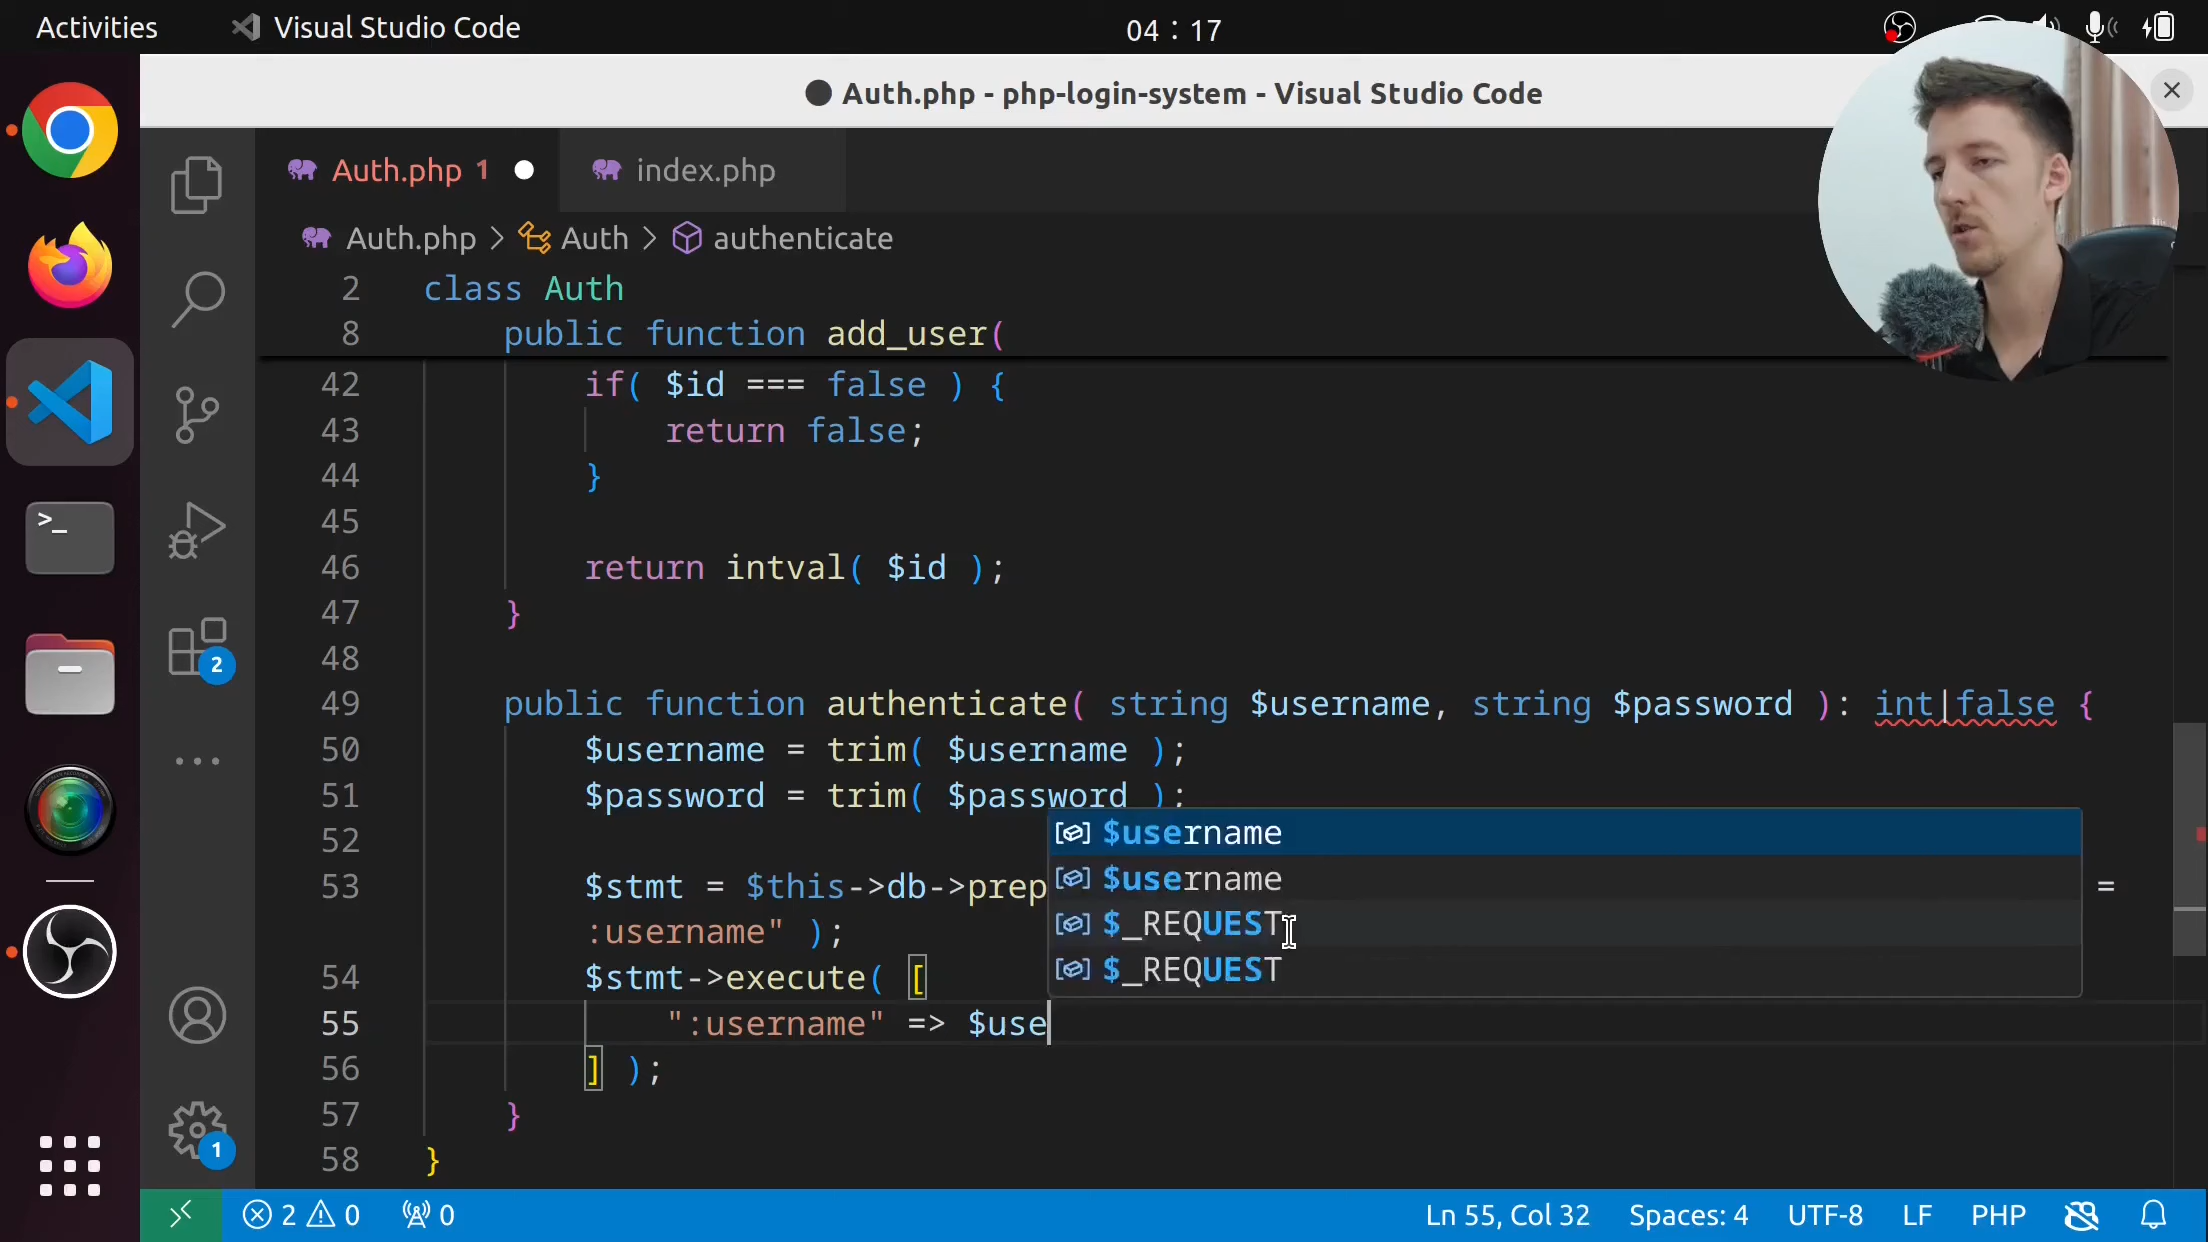 Activities
Visual Studio Code
04 : 17
Auth.php - php-login-system - Visual Studio Code
Auth.php 1
index.php
Auth.php > Auth > authenticate
2 class Auth
8 public function add_user(
42 if( $id === false ) {
43 return false;
44 }
45
46 return intval( $id );
47 }
48
49 public function authenticate( string $username, string $password ): int|false {
50 $username = trim( $username );
51 $password = trim( $password );
52
53 $stmt = $this->db->prep =
:username" );
54 $stmt->execute( [
55 ":username" => $use
56 ] );
57 }
58 }
$username
$username
$_REQUEST
$_REQUEST
2
1
2 0 0
Ln 55, Col 32
Spaces: 4
UTF-8
LF
PHP